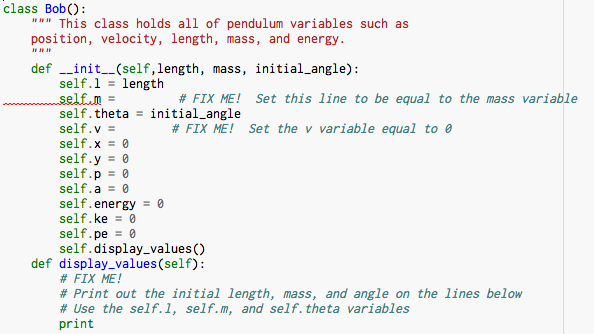 class Bob():
    """ This class holds all of pendulum variables such as
    position, velocity, length, mass, and energy.
    """
    def __init__(self,length, mass, initial_angle):
        self.l = length
        self.m =         # FIX ME!  Set this line to be equal to the mass variable
        self.theta = initial_angle
        self.v =        # FIX ME!  Set the v variable equal to 0
        self.x = 0
        self.y = 0
        self.p = 0
        self.a = 0
        self.energy = 0
        self.ke = 0
        self.pe = 0
        self.display_values()
    def display_values(self):
        # FIX ME!
        # Print out the initial length, mass, and angle on the lines below
        # Use the self.l, self.m, and self.theta variables
        print